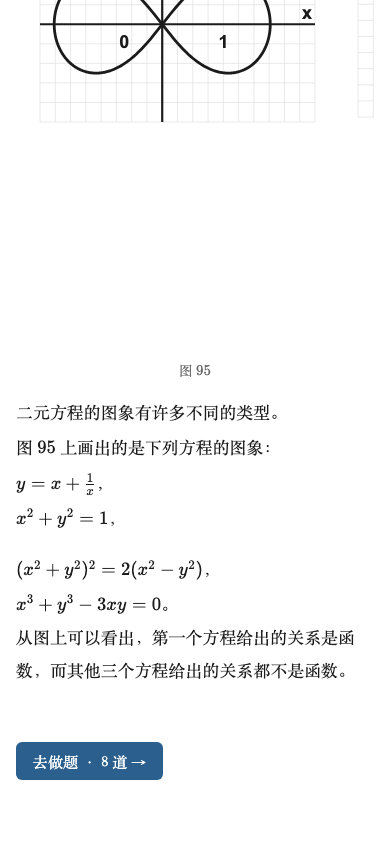 x
0 1
图 95
二元方程的图象有许多不同的类型。
图 95 上画出的是下列方程的图象：
y = x + 1/x，
x² + y² = 1，
(x² + y²)² = 2(x² − y²)，
x³ + y³ − 3xy = 0。
从图上可以看出，第一个方程给出的关系是函
数，而其他三个方程给出的关系都不是函数。
去做题 · 8 道 →